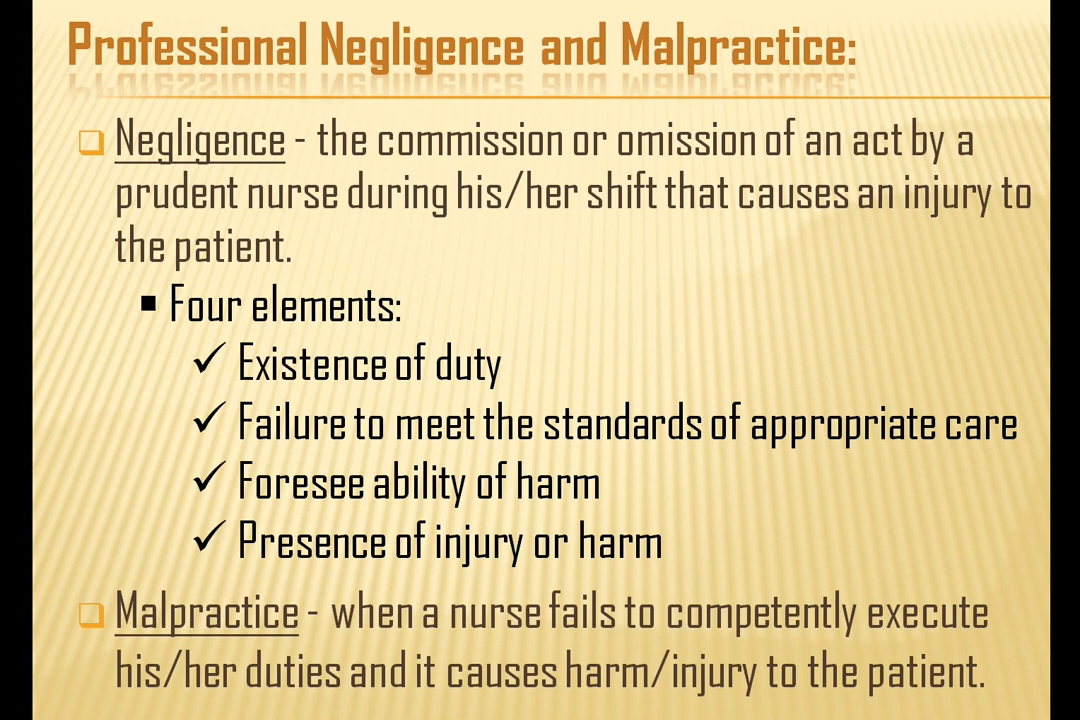 Professional Negligence and Malpractice:
Negligence - the commission or omission of an act by a
prudent nurse during his/her shift that causes an injury to
the patient.
Four elements:
Existence of duty
Failure to meet the standards of appropriate care
Foresee ability of harm
Presence of injury or harm
Malpractice - when a nurse fails to competently execute
his/her duties and it causes harm/injury to the patient.